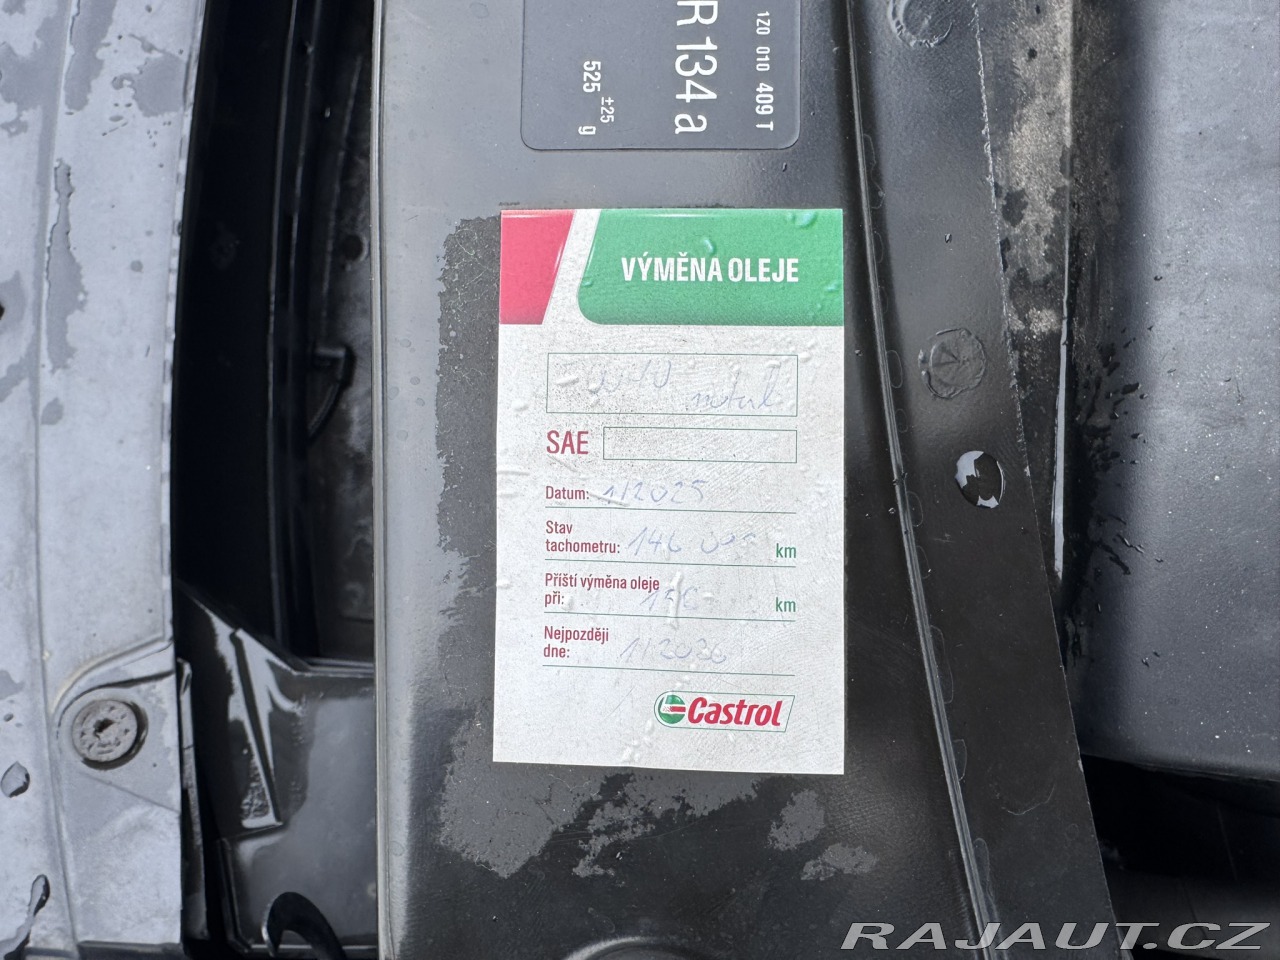 1Z0 010 409 T
R 134 a
525 ±25 g
VÝMĚNA OLEJE
SAE
Datum: 1/2025
Stav
tachometru: 146 km
Příští výměna oleje
při: km
Nejpozději
dne: 1/2026
Castrol
RAJAUT.CZ